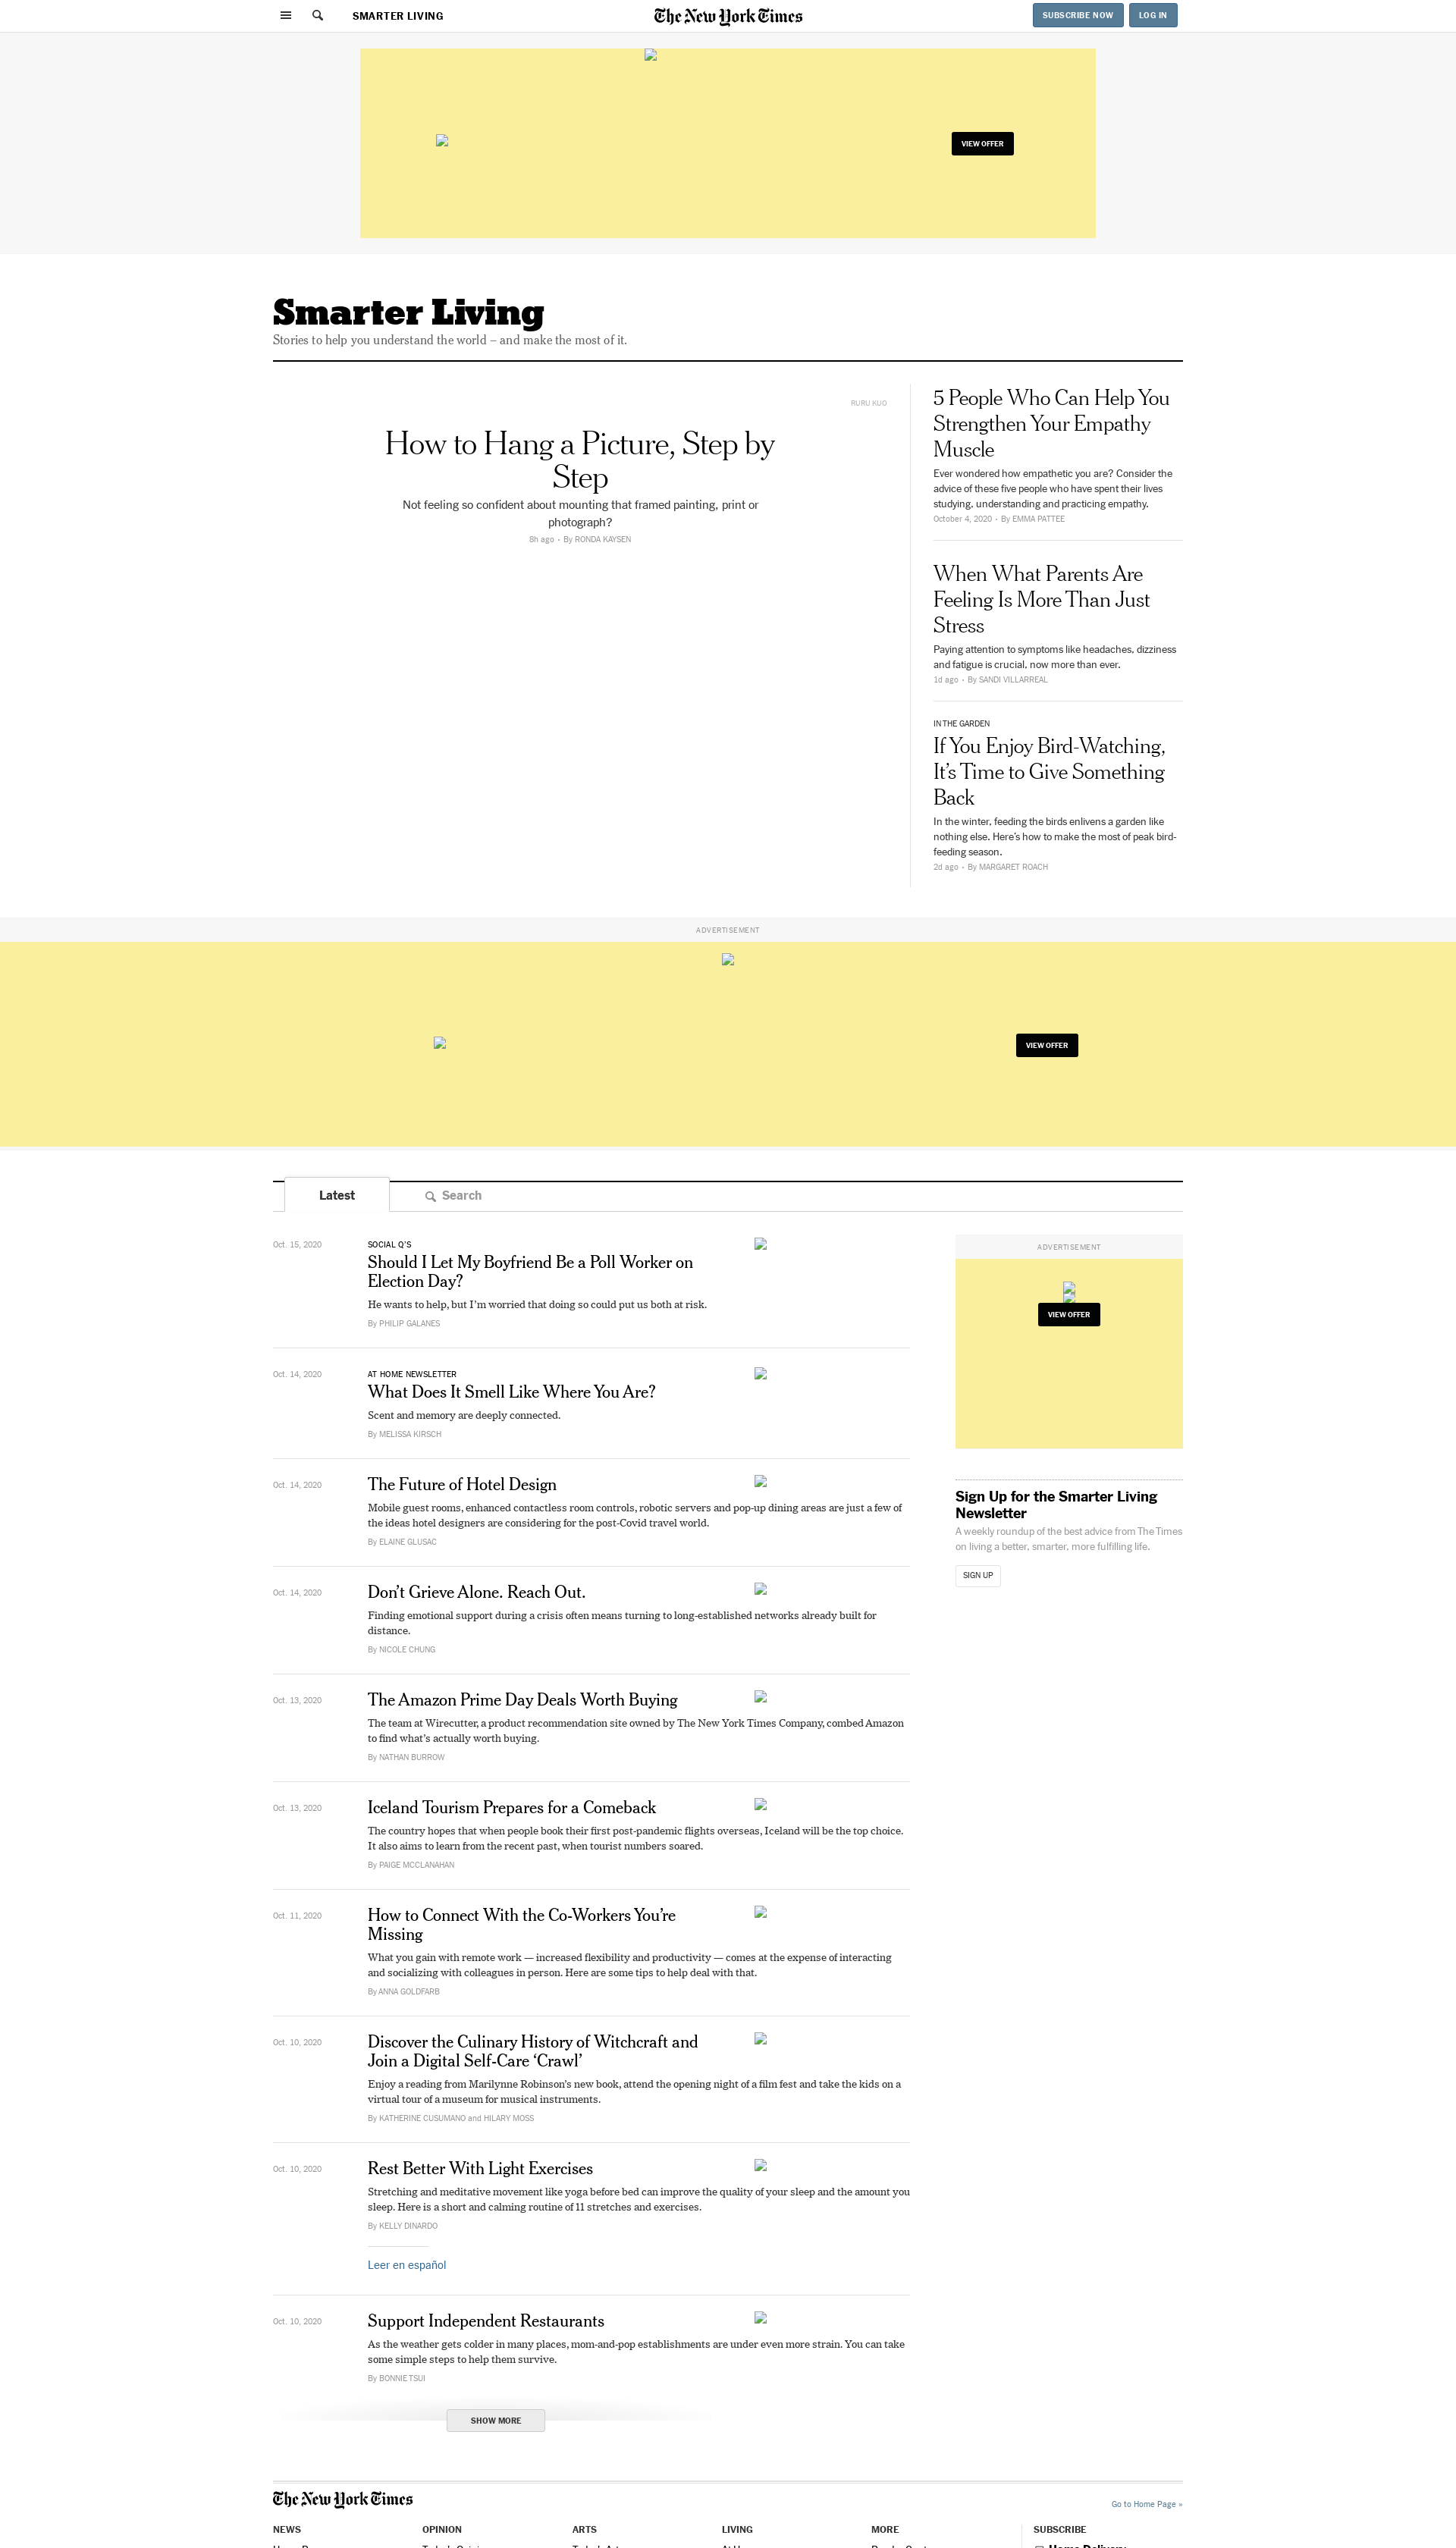 SMARTER LIVING
The New York Times
SUBSCRIBE NOW
LOG IN
VIEW OFFER
Smarter Living
Stories to help you understand the world – and make the most of it.
RURU KUO
How to Hang a Picture, Step by
Step
Not feeling so confident about mounting that framed painting, print or
photograph?
8h ago • By RONDA KAYSEN
5 People Who Can Help You
Strengthen Your Empathy
Muscle
Ever wondered how empathetic you are? Consider the
advice of these five people who have spent their lives
studying, understanding and practicing empathy.
October 4, 2020 • By EMMA PATTEE
When What Parents Are
Feeling Is More Than Just
Stress
Paying attention to symptoms like headaches, dizziness
and fatigue is crucial, now more than ever.
1d ago • By SANDI VILLARREAL
IN THE GARDEN
If You Enjoy Bird-Watching,
It’s Time to Give Something
Back
In the winter, feeding the birds enlivens a garden like
nothing else. Here’s how to make the most of peak bird-
feeding season.
2d ago • By MARGARET ROACH
ADVERTISEMENT
VIEW OFFER
Latest
Search
Oct. 15, 2020
SOCIAL Q’S
Should I Let My Boyfriend Be a Poll Worker on
Election Day?
He wants to help, but I’m worried that doing so could put us both at risk.
By PHILIP GALANES
Oct. 14, 2020
AT HOME NEWSLETTER
What Does It Smell Like Where You Are?
Scent and memory are deeply connected.
By MELISSA KIRSCH
Oct. 14, 2020
The Future of Hotel Design
Mobile guest rooms, enhanced contactless room controls, robotic servers and pop-up dining areas are just a few of
the ideas hotel designers are considering for the post-Covid travel world.
By ELAINE GLUSAC
Oct. 14, 2020
Don’t Grieve Alone. Reach Out.
Finding emotional support during a crisis often means turning to long-established networks already built for
distance.
By NICOLE CHUNG
Oct. 13, 2020
The Amazon Prime Day Deals Worth Buying
The team at Wirecutter, a product recommendation site owned by The New York Times Company, combed Amazon
to find what’s actually worth buying.
By NATHAN BURROW
Oct. 13, 2020
Iceland Tourism Prepares for a Comeback
The country hopes that when people book their first post-pandemic flights overseas, Iceland will be the top choice.
It also aims to learn from the recent past, when tourist numbers soared.
By PAIGE MCCLANAHAN
Oct. 11, 2020
How to Connect With the Co-Workers You’re
Missing
What you gain with remote work — increased flexibility and productivity — comes at the expense of interacting
and socializing with colleagues in person. Here are some tips to help deal with that.
By ANNA GOLDFARB
Oct. 10, 2020
Discover the Culinary History of Witchcraft and
Join a Digital Self-Care ‘Crawl’
Enjoy a reading from Marilynne Robinson’s new book, attend the opening night of a film fest and take the kids on a
virtual tour of a museum for musical instruments.
By KATHERINE CUSUMANO and HILARY MOSS
Oct. 10, 2020
Rest Better With Light Exercises
Stretching and meditative movement like yoga before bed can improve the quality of your sleep and the amount you
sleep. Here is a short and calming routine of 11 stretches and exercises.
By KELLY DINARDO
Leer en español
Oct. 10, 2020
Support Independent Restaurants
As the weather gets colder in many places, mom-and-pop establishments are under even more strain. You can take
some simple steps to help them survive.
By BONNIE TSUI
SHOW MORE
ADVERTISEMENT
VIEW OFFER
Sign Up for the Smarter Living
Newsletter
A weekly roundup of the best advice from The Times
on living a better, smarter, more fulfilling life.
SIGN UP
The New York Times
Go to Home Page »
NEWS
OPINION
ARTS
LIVING
MORE
SUBSCRIBE